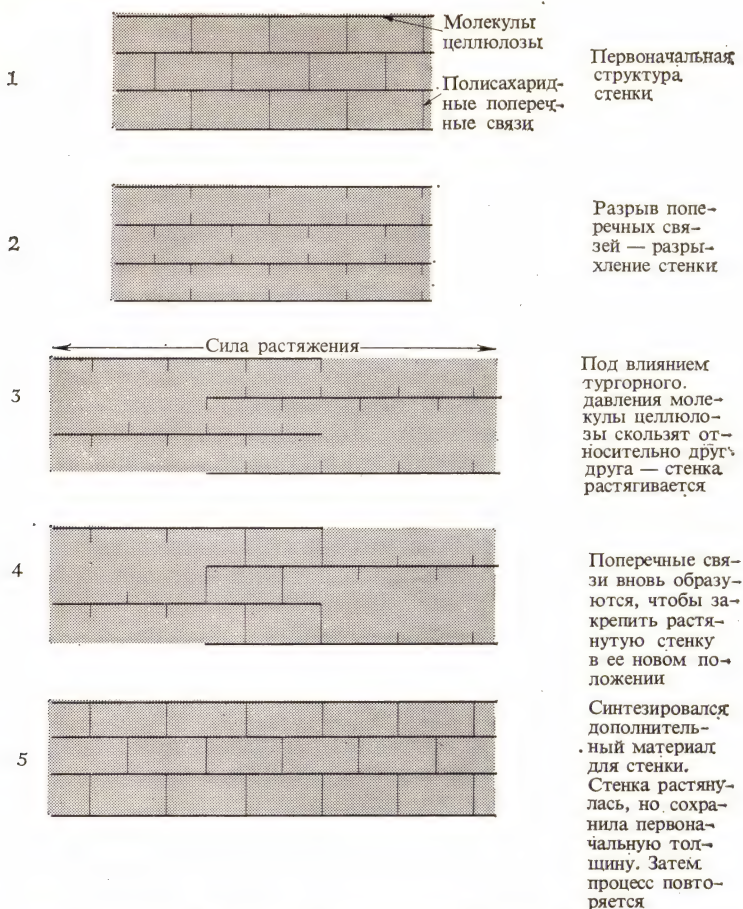 Молекулы
целлюлозы
1
Полисахарид-
ные попереч-
ные связи
Первоначальная
структура
стенки
2
Разрыв попе-
речных свя-
зей — разры-
хление стенки
Сила растяжения
3
Под влиянием
тургорного.
давления моле-
кулы целлюло-
зы скользят от-
носительно друг
друга — стенка
растягивается
4
Поперечные свя-
зи вновь образу-
ются, чтобы за-
крепить растя-
нутую стенку
в ее новом по-
ложении
5
Синтезировался
дополнитель-
ный материал
для стенки.
Стенка растяну-
лась, но сохра-
нила первона-
чальную тол-
щину. Затем
процесс повто-
ряется